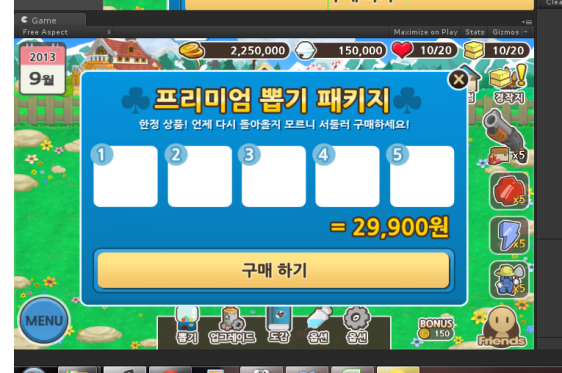 Game
Free Aspect
Maximize on Play Stats Gizmos
2013
9월
2,250,000
150,000
10/20
10/20
프리미엄 뽑기 패키지
한정 상품! 언제 다시 돌아올지 모르니 서둘러 구매하세요!
1 2 3 4 5
= 29,900원
구매 하기
경작지
x5
x5
x5
x5
MENU
뽑기 업그레이드 도감 옵션 옵션
BONUS
150
Friends